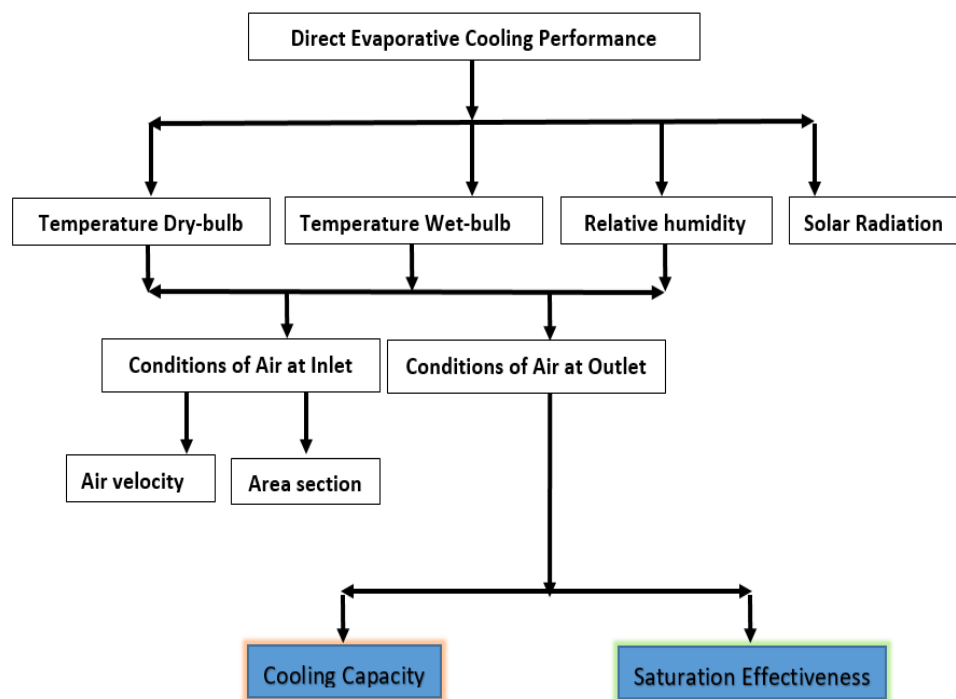 Direct Evaporative Cooling Performance
Temperature Dry-bulb
Temperature Wet-bulb
Relative humidity
Solar Radiation
Conditions of Air at Inlet
Conditions of Air at Outlet
Air velocity
Area section
Cooling Capacity
Saturation Effectiveness